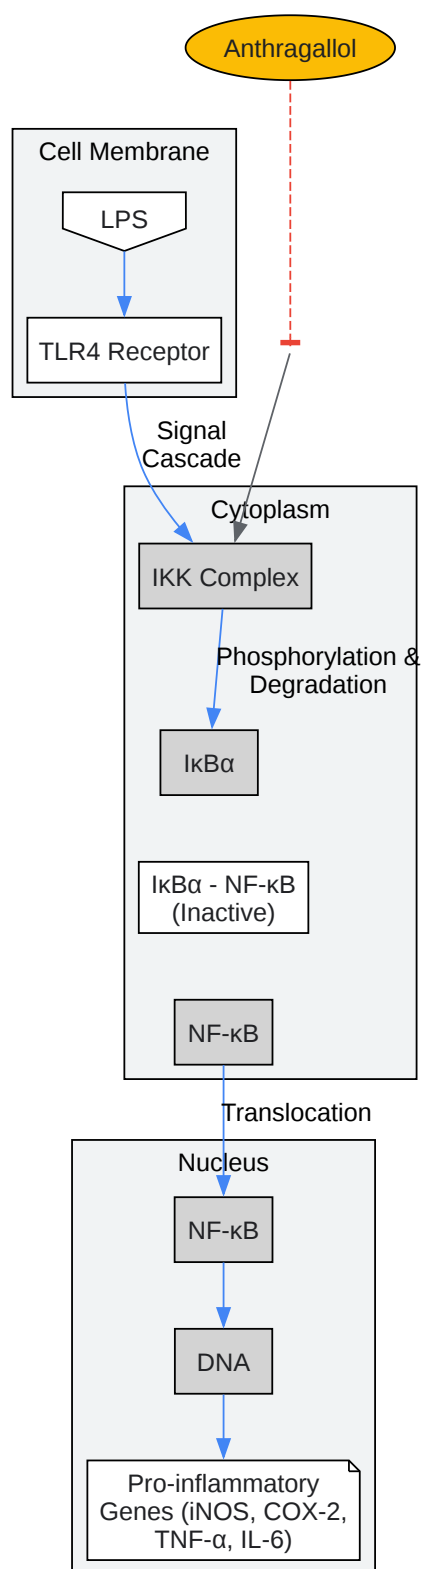 Anthragallol
Cell Membrane
LPS
TLR4 Receptor
Signal
Cascade
Cytoplasm
IKK Complex
Phosphorylation &
Degradation
IκBα
IκBα - NF-κB
(Inactive)
NF-κB
Translocation
Nucleus
NF-κB
DNA
Pro-inflammatory
Genes (iNOS, COX-2,
TNF-α, IL-6)